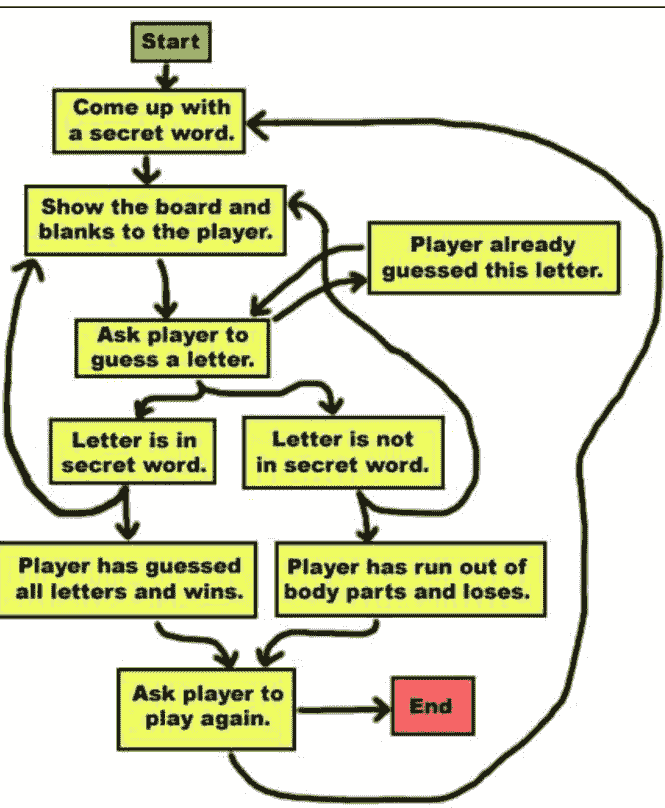 Start
Come up with
a secret word.
Show the board and
blanks to the player.
Player already
guessed this letter.
Ask player to
guess a letter.
Letter is in
secret word.
Letter is not
in secret word.
Player has guessed
all letters and wins.
Player has run out of
body parts and loses.
Ask player to
play again.
End